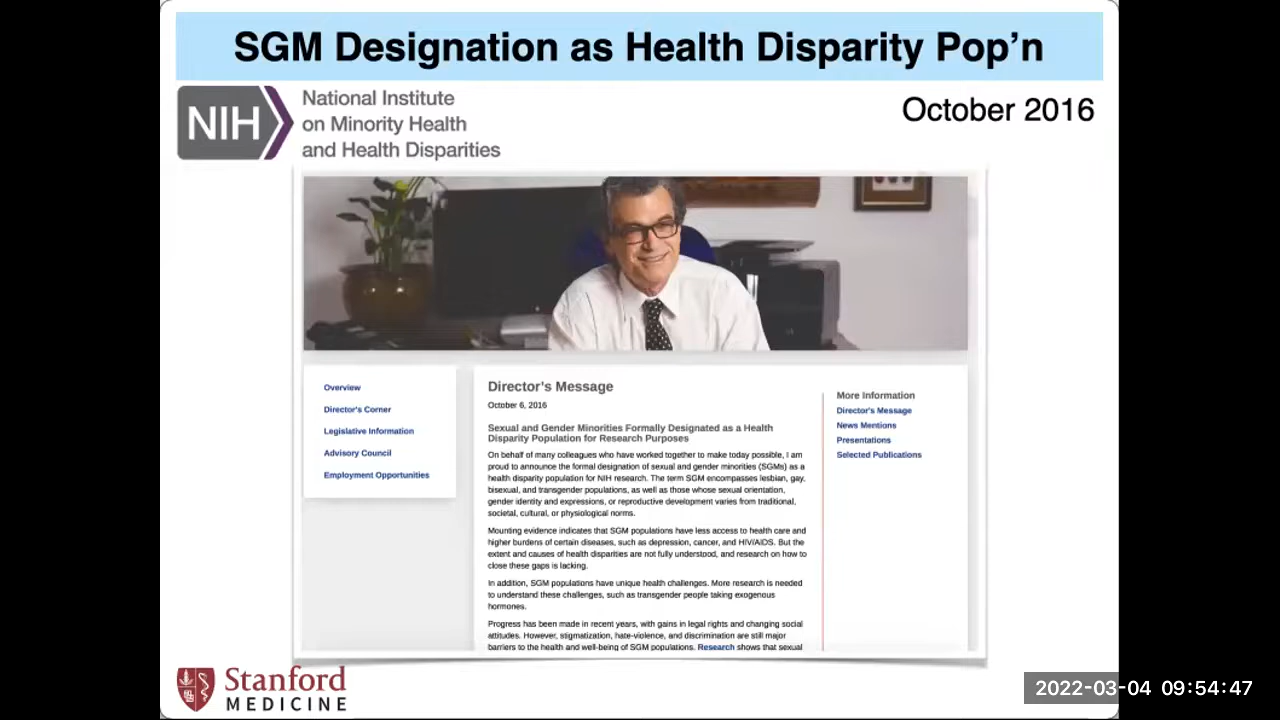 SGM Designation as Health Disparity Pop'n
NIH
National Institute
on Minority Health
and Health Disparities
October 2016
Overview
Director's Corner
Legislative Information
Advisory Council
Employment Opportunities
Director's Message
October 6, 2016
Sexual and Gender Minorities Formally Designated as a Health
Disparity Population for Research Purposes
On behalf of many colleagues who have worked together to make today possible, I am
proud to announce the formal designation of sexual and gender minorities (SGMs) as a
health disparity population for NIH research. The term SGM encompasses lesbian, gay,
bisexual, and transgender populations, as well as those whose sexual orientation,
gender identity and expressions, or reproductive development varies from traditional,
societal, cultural, or physiological norms.
Mounting evidence indicates that SGM populations have less access to health care and
higher burdens of certain diseases, such as depression, cancer, and HIV/AIDS. But the
extent and causes of health disparities are not fully understood, and research on how to
close these gaps is lacking.
In addition, SGM populations have unique health challenges. More research is needed
to understand these challenges, such as transgender people taking exogenous
hormones.
Progress has been made in recent years, with gains in legal rights and changing social
attitudes. However, stigmatization, hate-violence, and discrimination are still major
barriers to the health and well-being of SGM populations. Research shows that sexual
More Information
Director's Message
News Mentions
Presentations
Selected Publications
Stanford
MEDICINE
2022-03-04 09:54:47